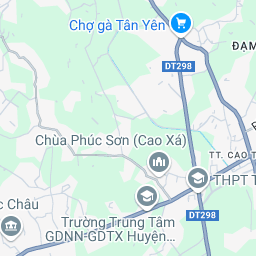 Chợ gà Tân Yên
ĐẠM
DT298
Chùa Phúc Sơn (Cao Xá)
TT. CAO T
THPT T
c Châu
DT298
Trường Trung Tâm
GDNN-GDTX Huyện...